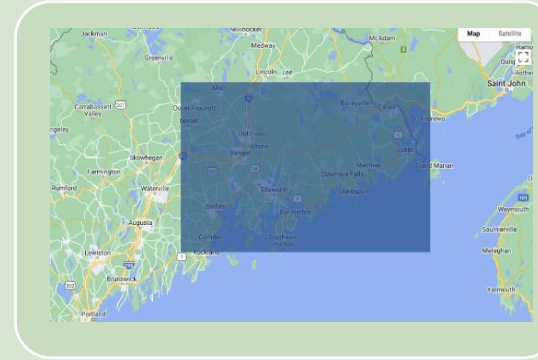 Jackman
Millinocket
McAdam
Map Satellite
Medway
Greenville
Lincoln Lee
Saint John
Milo
Carrabassett
Valley
Dover-Foxcroft
Baileyville
Calais
Dexter
St. Andrews
Old Town
Orono
Skowhegan
Bangor
Lubec
Grand Manan
Machias
Farmington
Columbia Falls
Rumford
Waterville
Ellsworth
Jonesport
Weymouth
Belfast
Bar Harbor
Augusta
Saulnierville
Camden
Southwest
Harbor
Meteghan
Lewiston
Rockland
Brunswick
Yarmouth
Portland